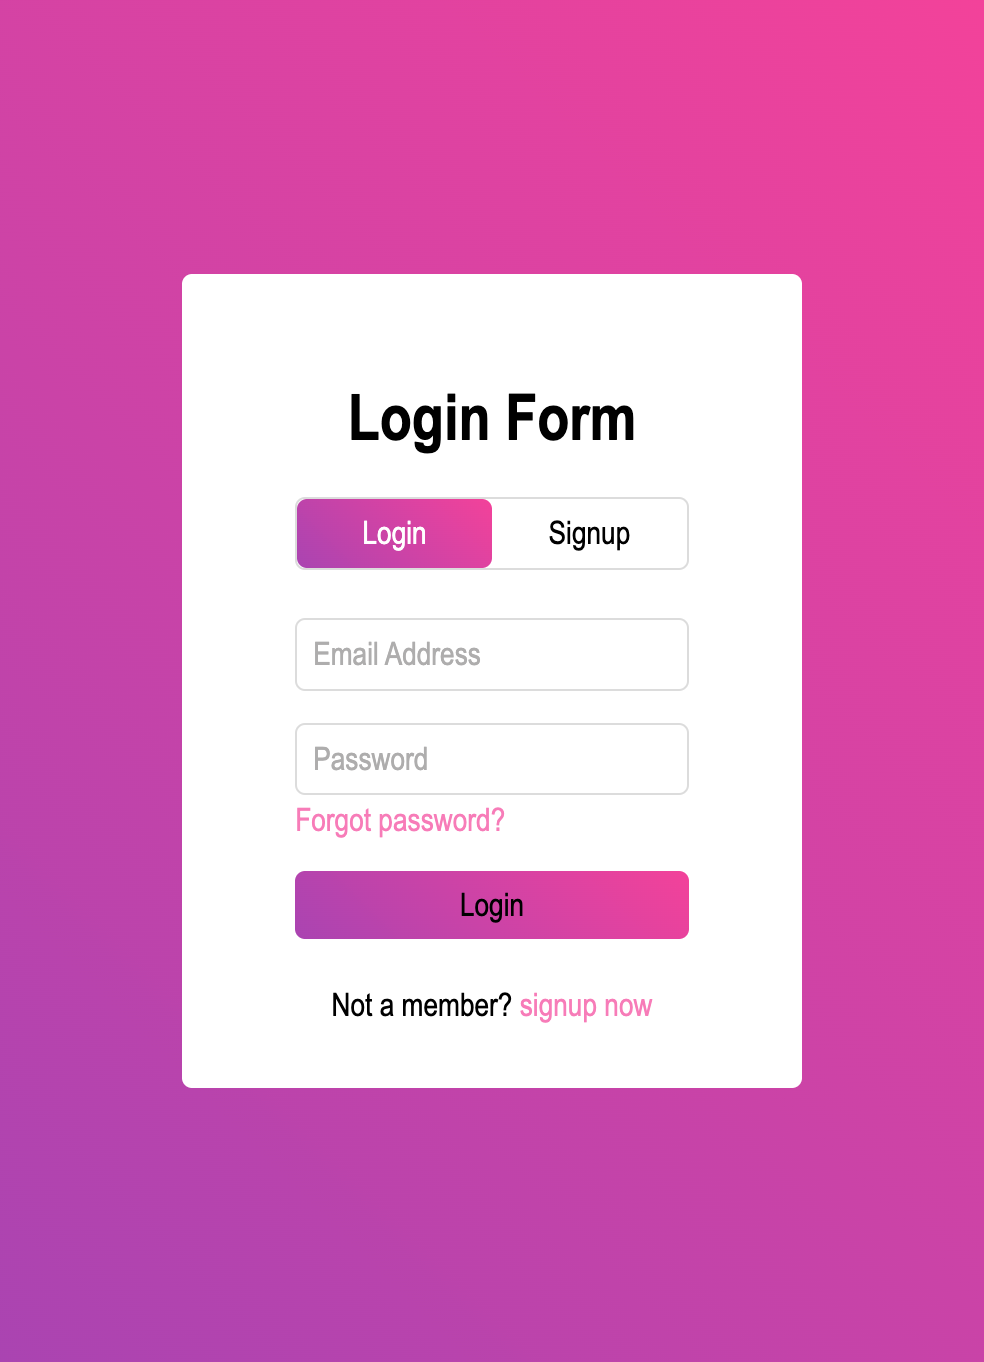 Login Form
Login Signup
Email Address
Password
Forgot password?
Login
Not a member? signup now